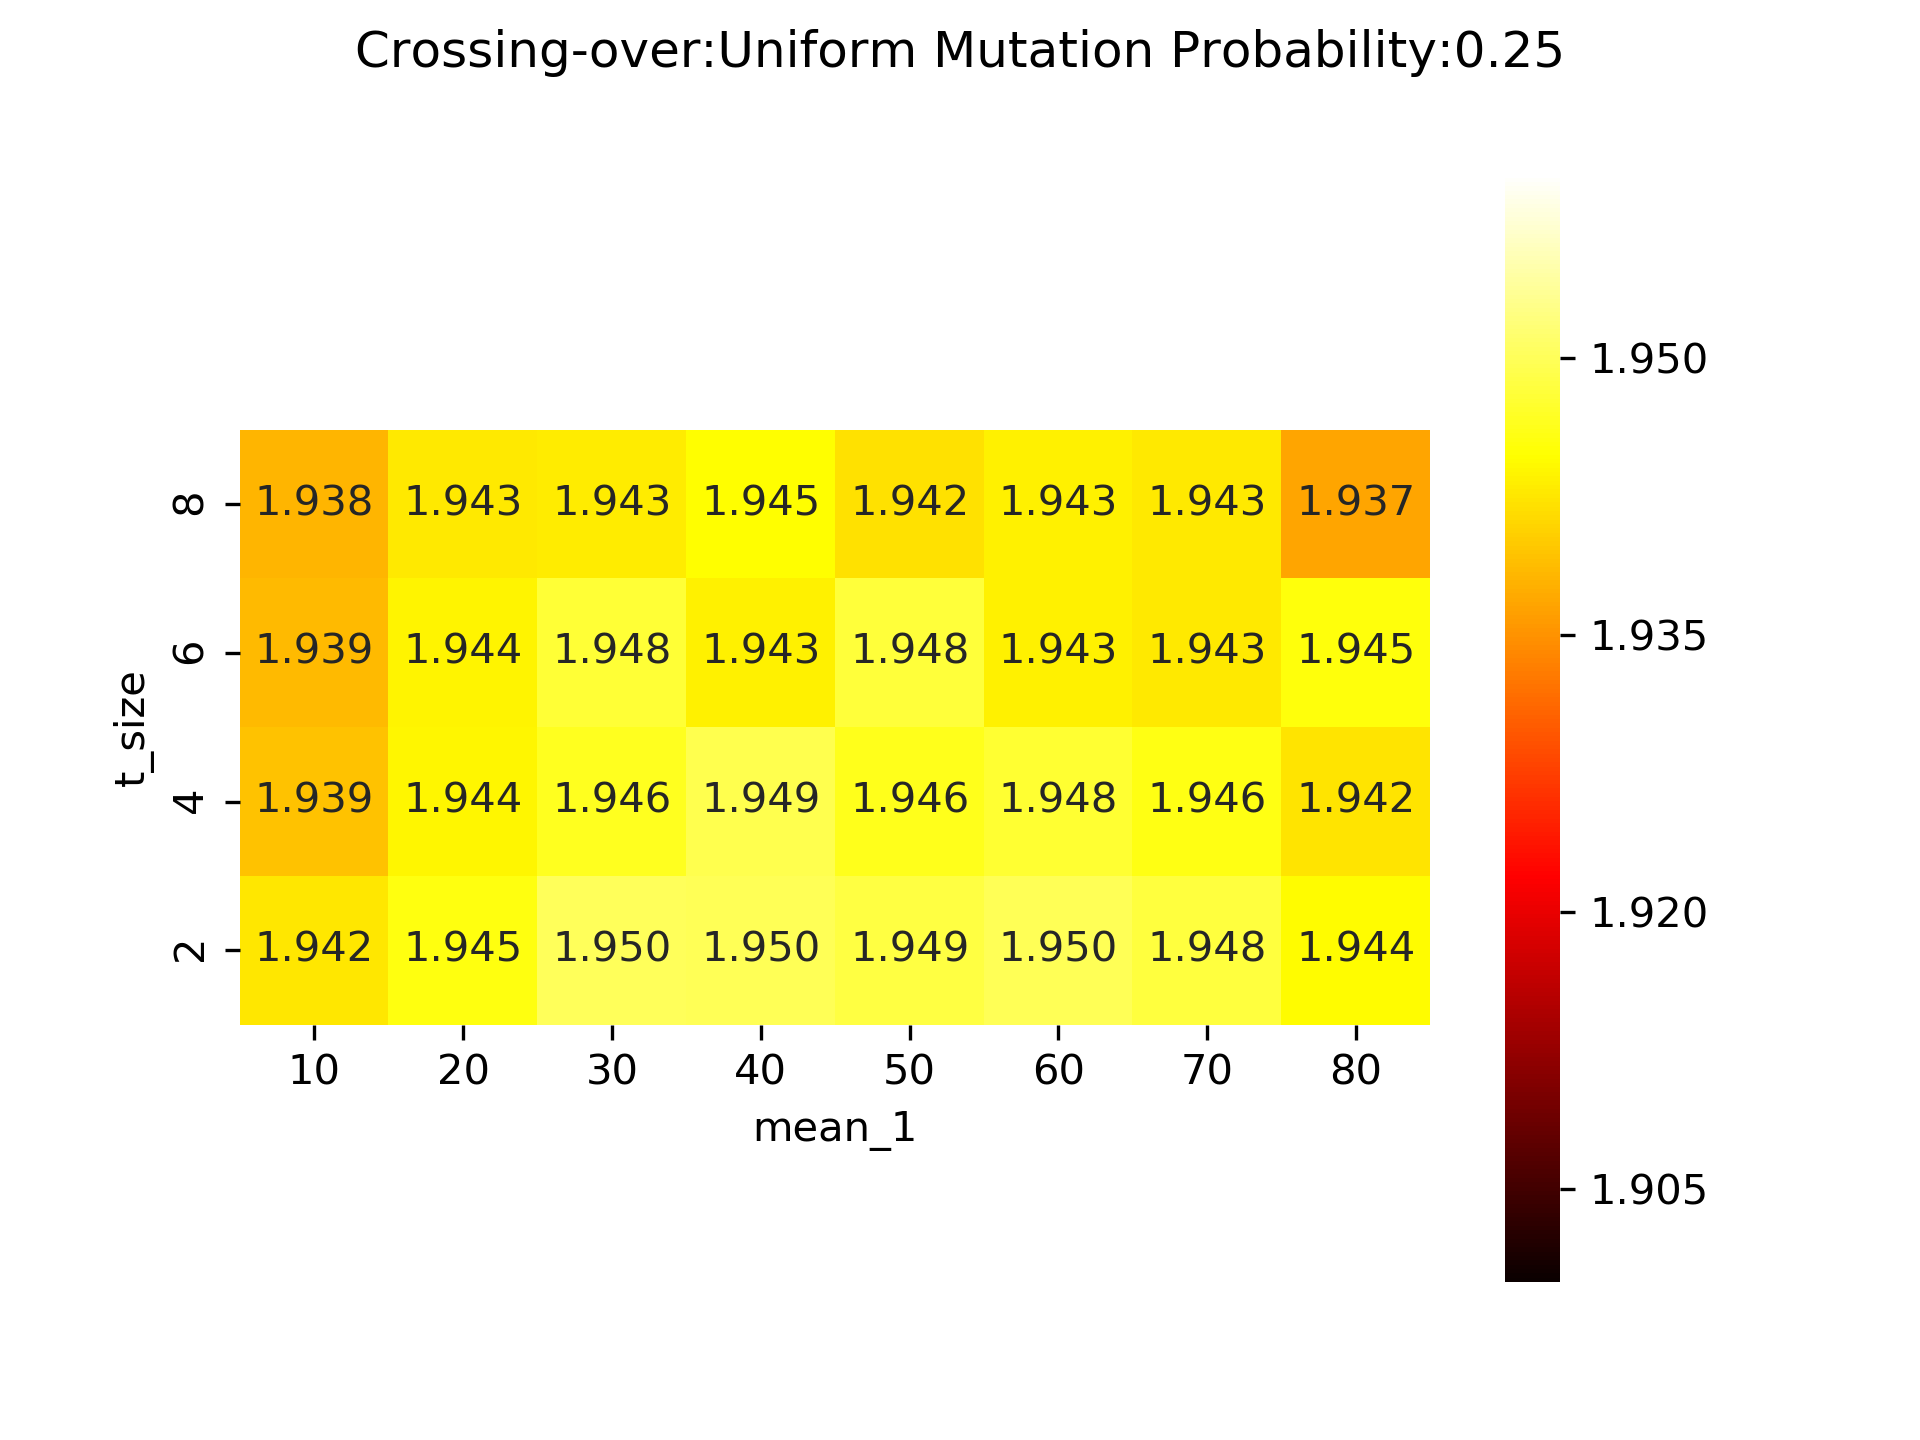 Crossing-over:Uniform Mutation Probability:0.25
8 1.938 1.943 1.943 1.945 1.942 1.943 1.943 1.937
6 1.939 1.944 1.948 1.943 1.948 1.943 1.943 1.945
4 1.939 1.944 1.946 1.949 1.946 1.948 1.946 1.942
2 1.942 1.945 1.950 1.950 1.949 1.950 1.948 1.944
10 20 30 40 50 60 70 80
mean_1
t_size
1.950
1.935
1.920
1.905